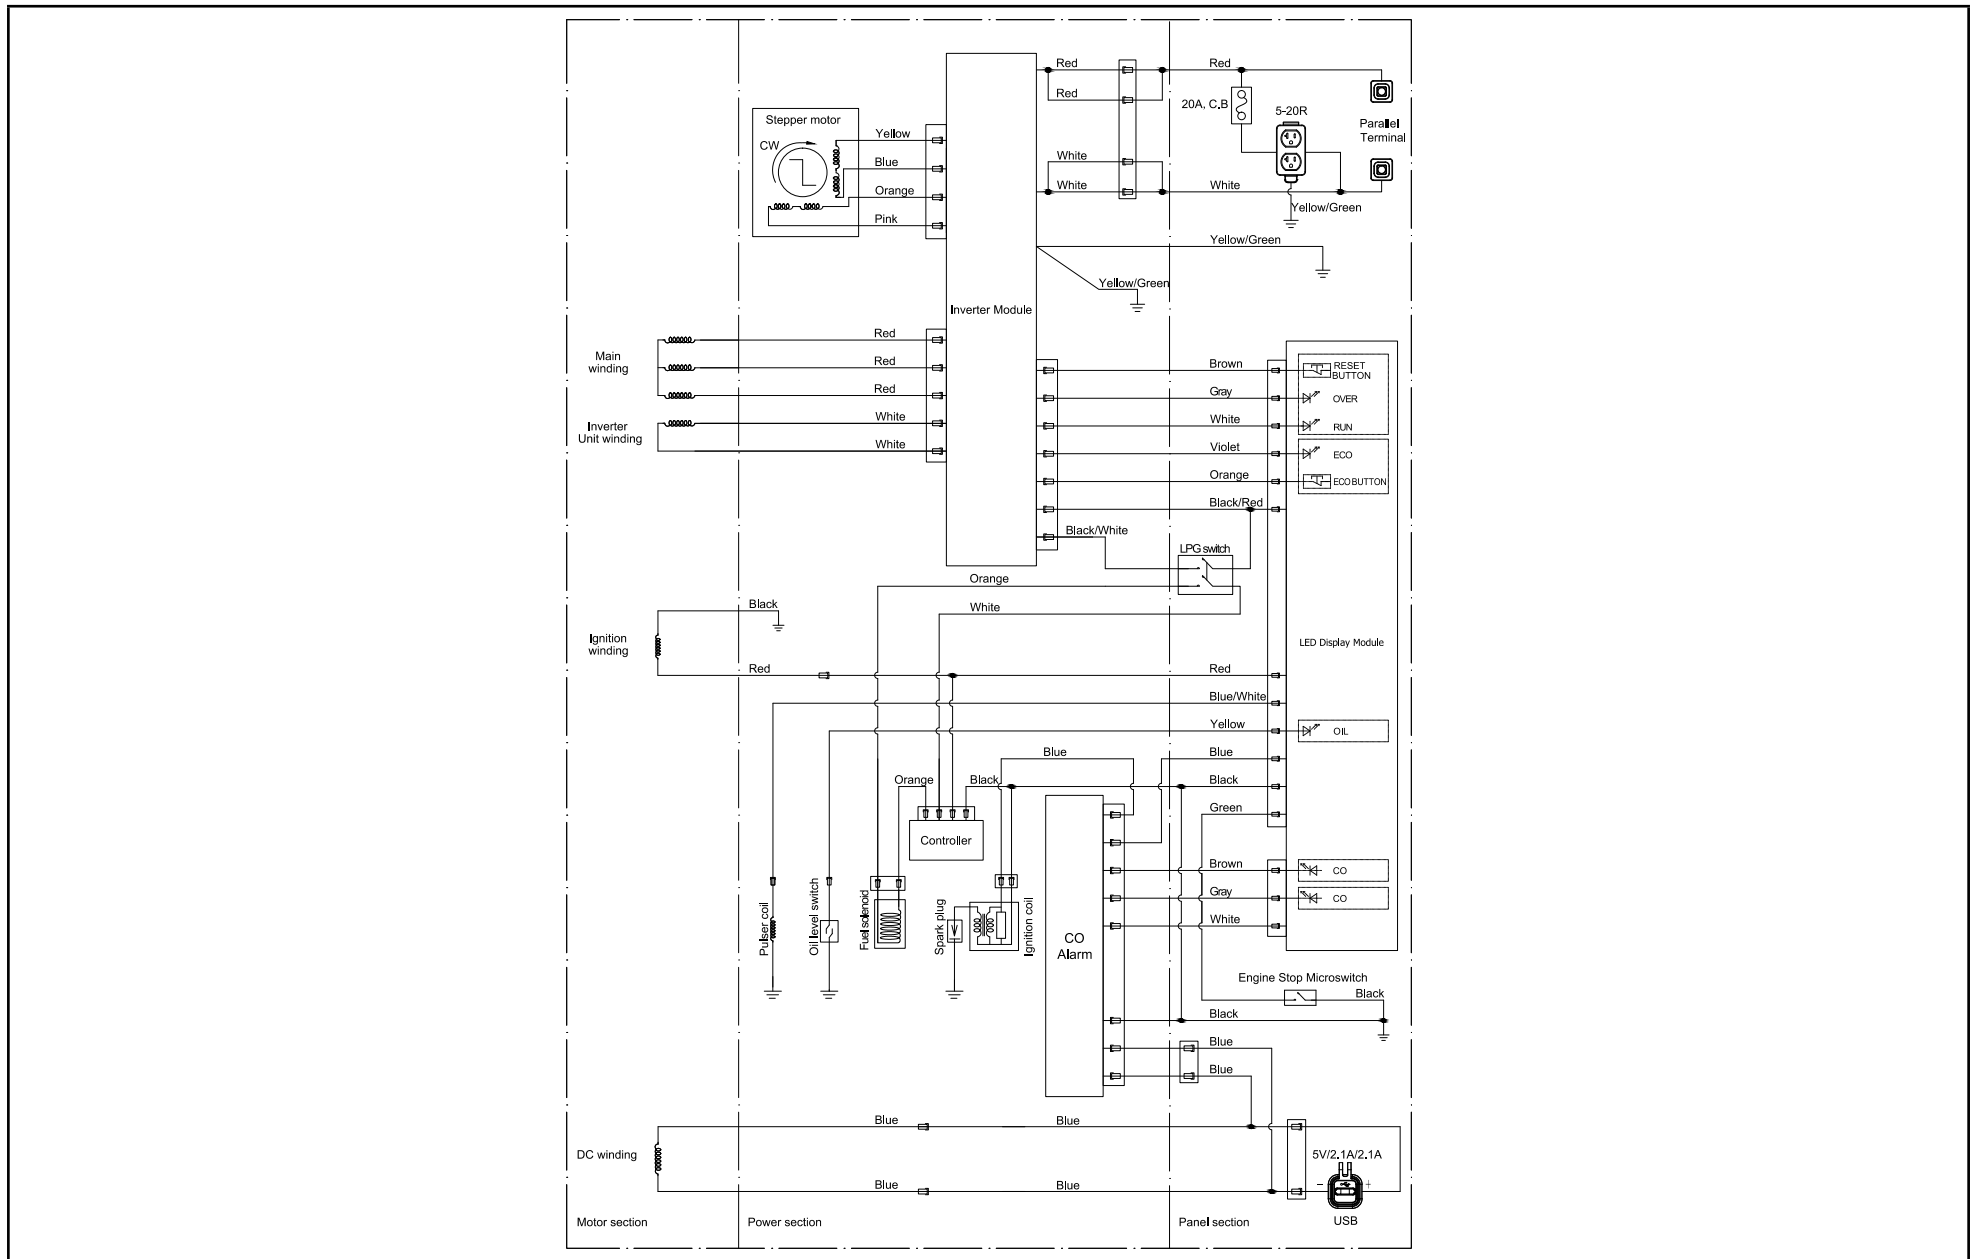 Red
Red
Red
20A, C.B
5-20R
Parallel
Terminal
Stepper motor
CW
Yellow
Blue
Orange
Pink
White
White
White
Yellow/Green
Yellow/Green
Yellow/Green
Inverter Module
Main
winding
Red
Red
Red
Inverter
Unit winding
White
White
Brown
RESET
BUTTON
Gray
OVER
White
RUN
Violet
ECO
Orange
ECO BUTTON
Black/Red
Black/White
LPG switch
Orange
White
Black
Ignition
winding
Red
LED Display Module
Red
Blue/White
Yellow
OIL
Blue
Blue
Orange
Black
Black
Green
Controller
Brown
CO
Gray
CO
White
Pulser coil
Oil level switch
Fuel solenoid
Spark plug
Ignition coil
CO
Alarm
Engine Stop Microswitch
Black
Black
Blue
Blue
Blue
Blue
DC winding
5V/2.1A/2.1A
Blue
Blue
-
+
USB
Motor section
Power section
Panel section